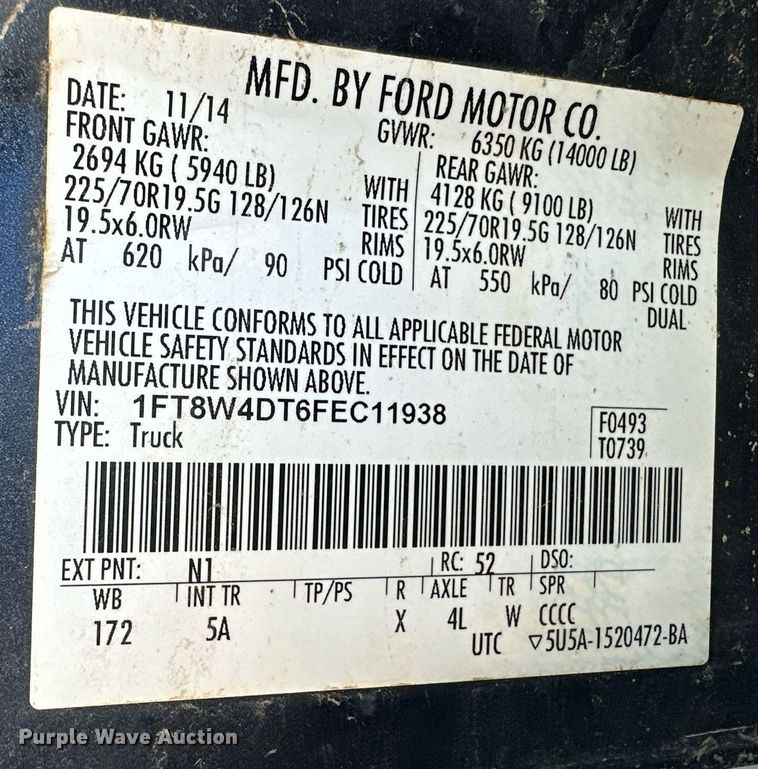 MFD. BY FORD MOTOR CO.
DATE: 11/14 GVWR: 6350 KG (14000 LB)
FRONT GAWR: REAR GAWR:
2694 KG ( 5940 LB) WITH 4128 KG ( 9100 LB) WITH
225/70R19.5G 128/126N TIRES 225/70R19.5G 128/126N TIRES
19.5x6.0RW RIMS 19.5x6.0RW RIMS
AT 620 kPa/ 90 PSI COLD AT 550 kPa/ 80 PSI COLD
DUAL
THIS VEHICLE CONFORMS TO ALL APPLICABLE FEDERAL MOTOR
VEHICLE SAFETY STANDARDS IN EFFECT ON THE DATE OF
MANUFACTURE SHOWN ABOVE.
VIN: 1FT8W4DT6FEC11938 F0493
TYPE: Truck T0739
EXT PNT: N1 RC: 52 DSO:
WB INT TR TP/PS R AXLE TR SPR
172 5A X 4L W CCCC
UTC ▽5U5A-1520472-BA
Purple Wave Auction